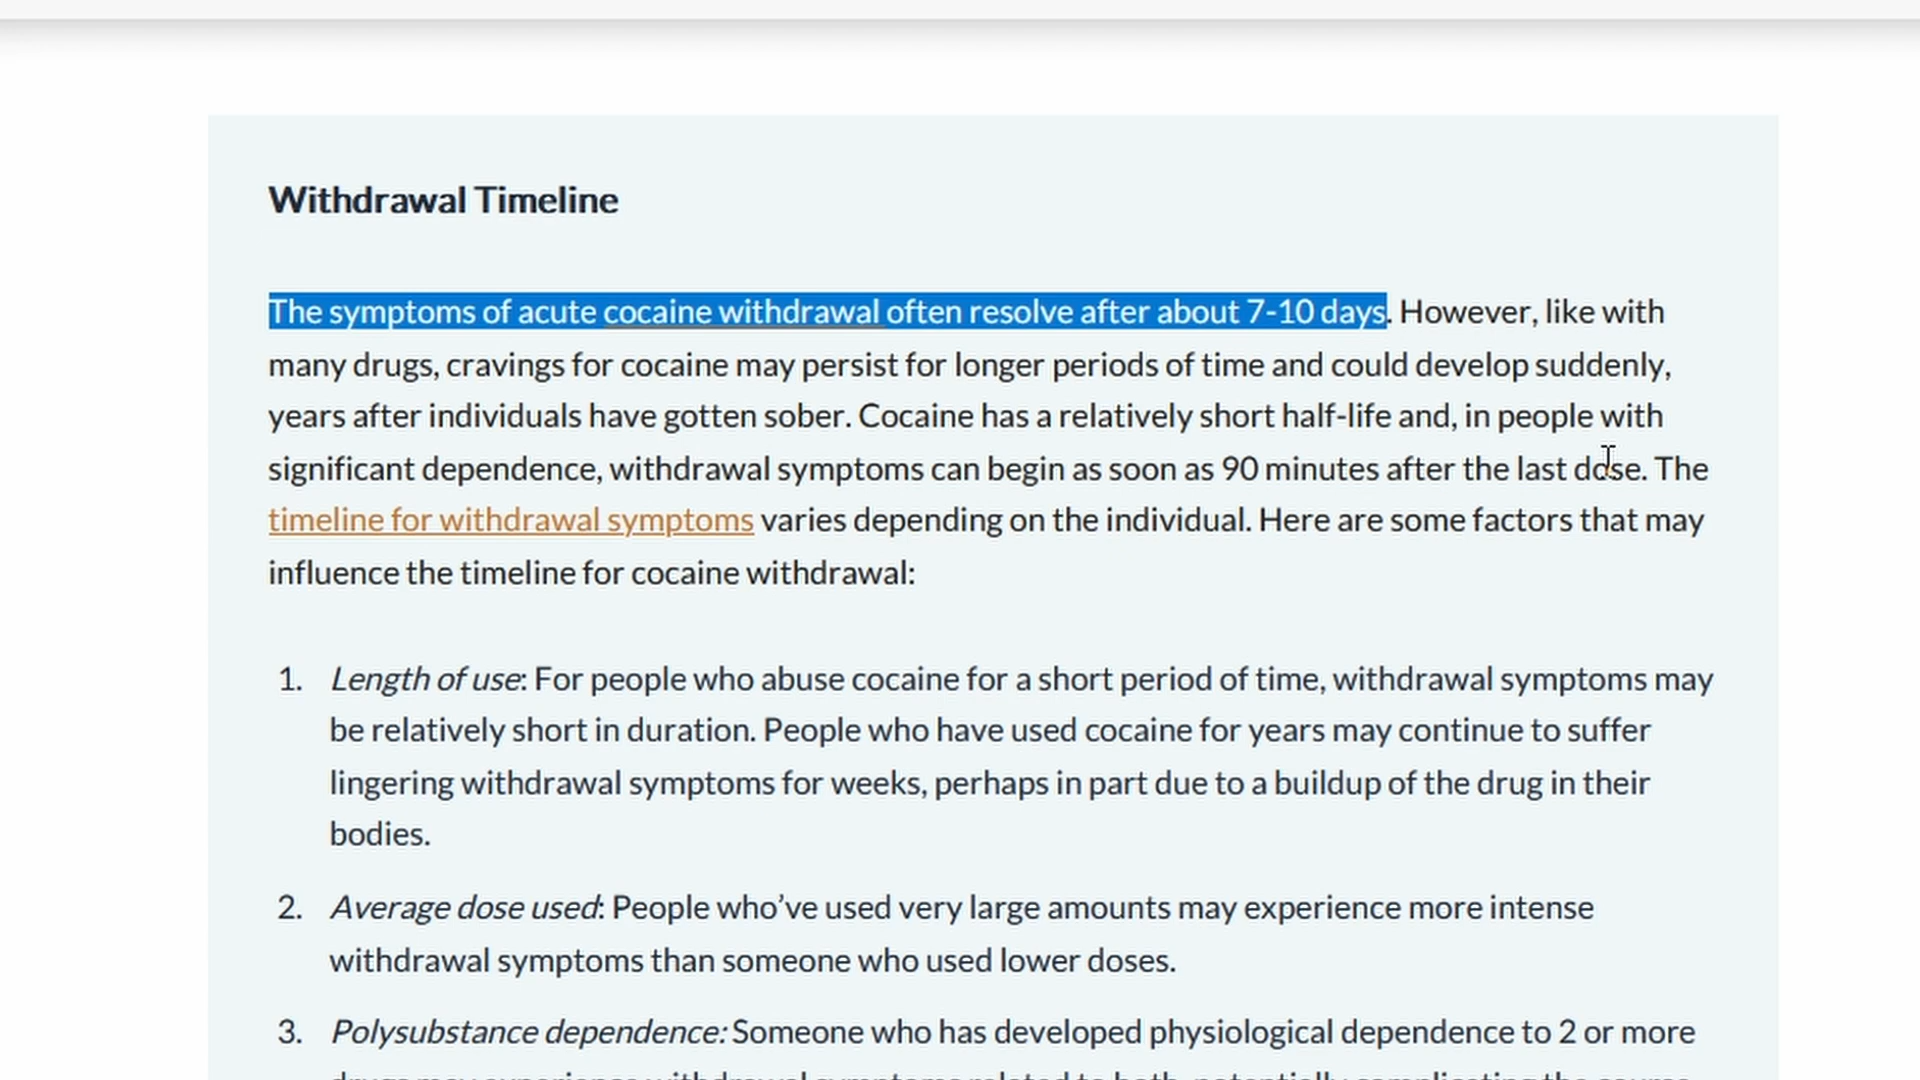 Withdrawal Timeline
The symptoms of acute cocaine withdrawal often resolve after about 7-10 days. However, like with
many drugs, cravings for cocaine may persist for longer periods of time and could develop suddenly,
years after individuals have gotten sober. Cocaine has a relatively short half-life and, in people with
significant dependence, withdrawal symptoms can begin as soon as 90 minutes after the last dose. The
timeline for withdrawal symptoms varies depending on the individual. Here are some factors that may
influence the timeline for cocaine withdrawal:
1. Length of use: For people who abuse cocaine for a short period of time, withdrawal symptoms may
be relatively short in duration. People who have used cocaine for years may continue to suffer
lingering withdrawal symptoms for weeks, perhaps in part due to a buildup of the drug in their
bodies.
2. Average dose used: People who’ve used very large amounts may experience more intense
withdrawal symptoms than someone who used lower doses.
3. Polysubstance dependence: Someone who has developed physiological dependence to 2 or more